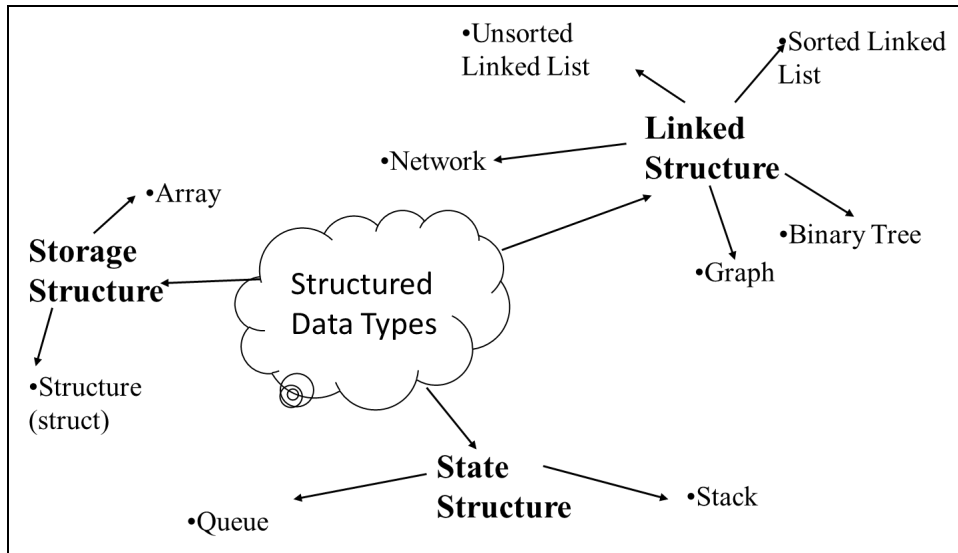 •Unsorted
Linked List
•Sorted Linked
List
Linked
Structure
•Network
•Array
•Binary Tree
•Graph
Storage
Structure
Structured
Data Types
•Structure
(struct)
State
Structure
•Stack
•Queue